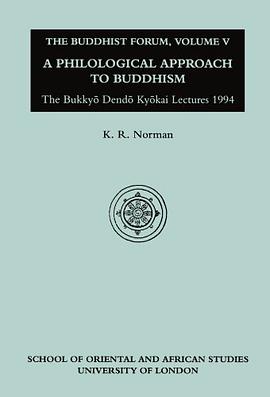 THE BUDDHIST FORUM, VOLUME V
A PHILOLOGICAL APPROACH
TO BUDDHISM
The Bukkyō Dendō Kyōkai Lectures 1994
K. R. Norman
SCHOOL OF ORIENTAL AND AFRICAN STUDIES
UNIVERSITY OF LONDON